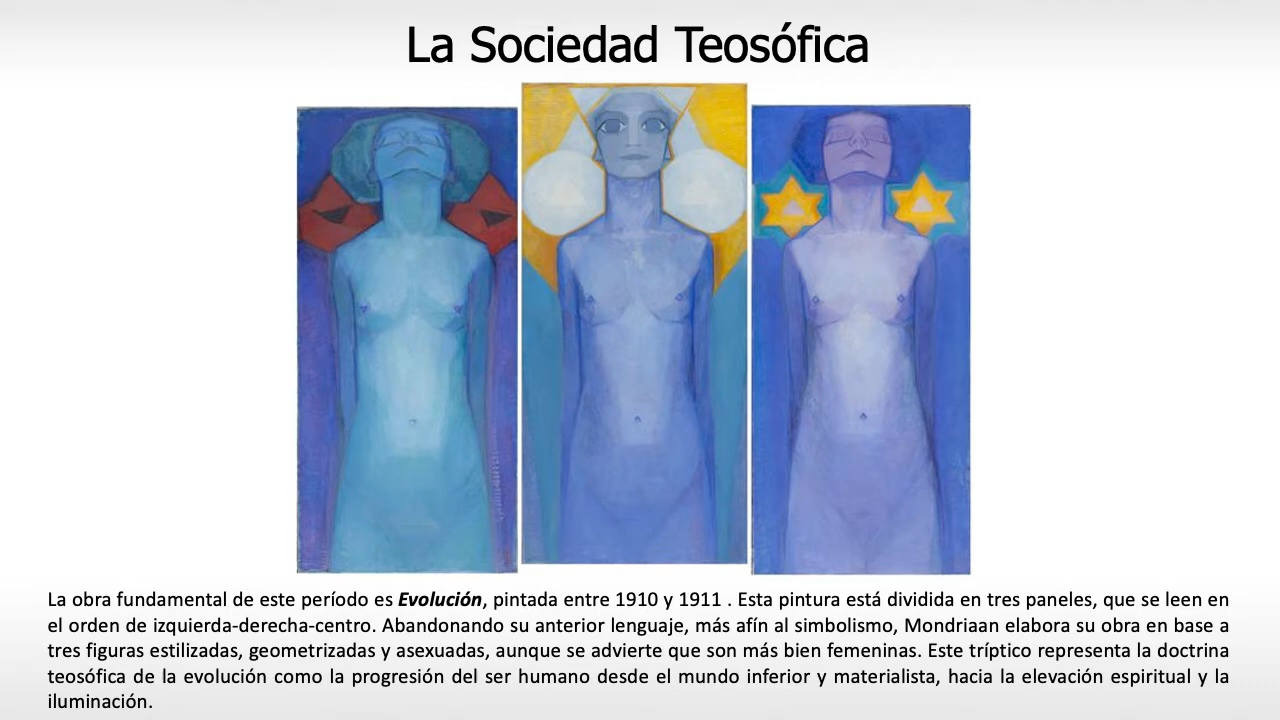 La Sociedad Teosófica
La obra fundamental de este período es Evolución, pintada entre 1910 y 1911 . Esta pintura está dividida en tres paneles, que se leen en
el orden de izquierda-derecha-centro. Abandonando su anterior lenguaje, más afín al simbolismo, Mondriaan elabora su obra en base a
tres figuras estilizadas, geometrizadas y asexuadas, aunque se advierte que son más bien femeninas. Este tríptico representa la doctrina
teosófica de la evolución como la progresión del ser humano desde el mundo inferior y materialista, hacia la elevación espiritual y la
iluminación.